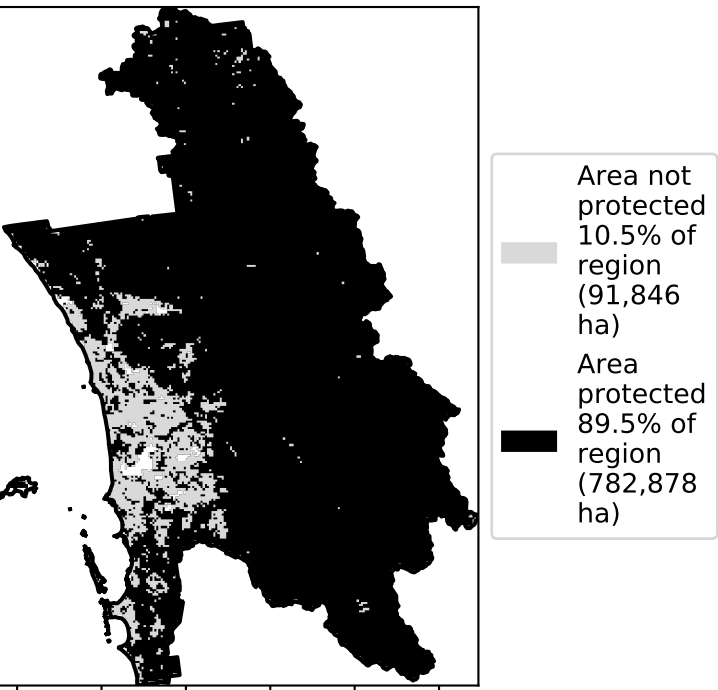 Area not
protected
10.5% of
region
(91,846
ha)
Area
protected
89.5% of
region
(782,878
ha)